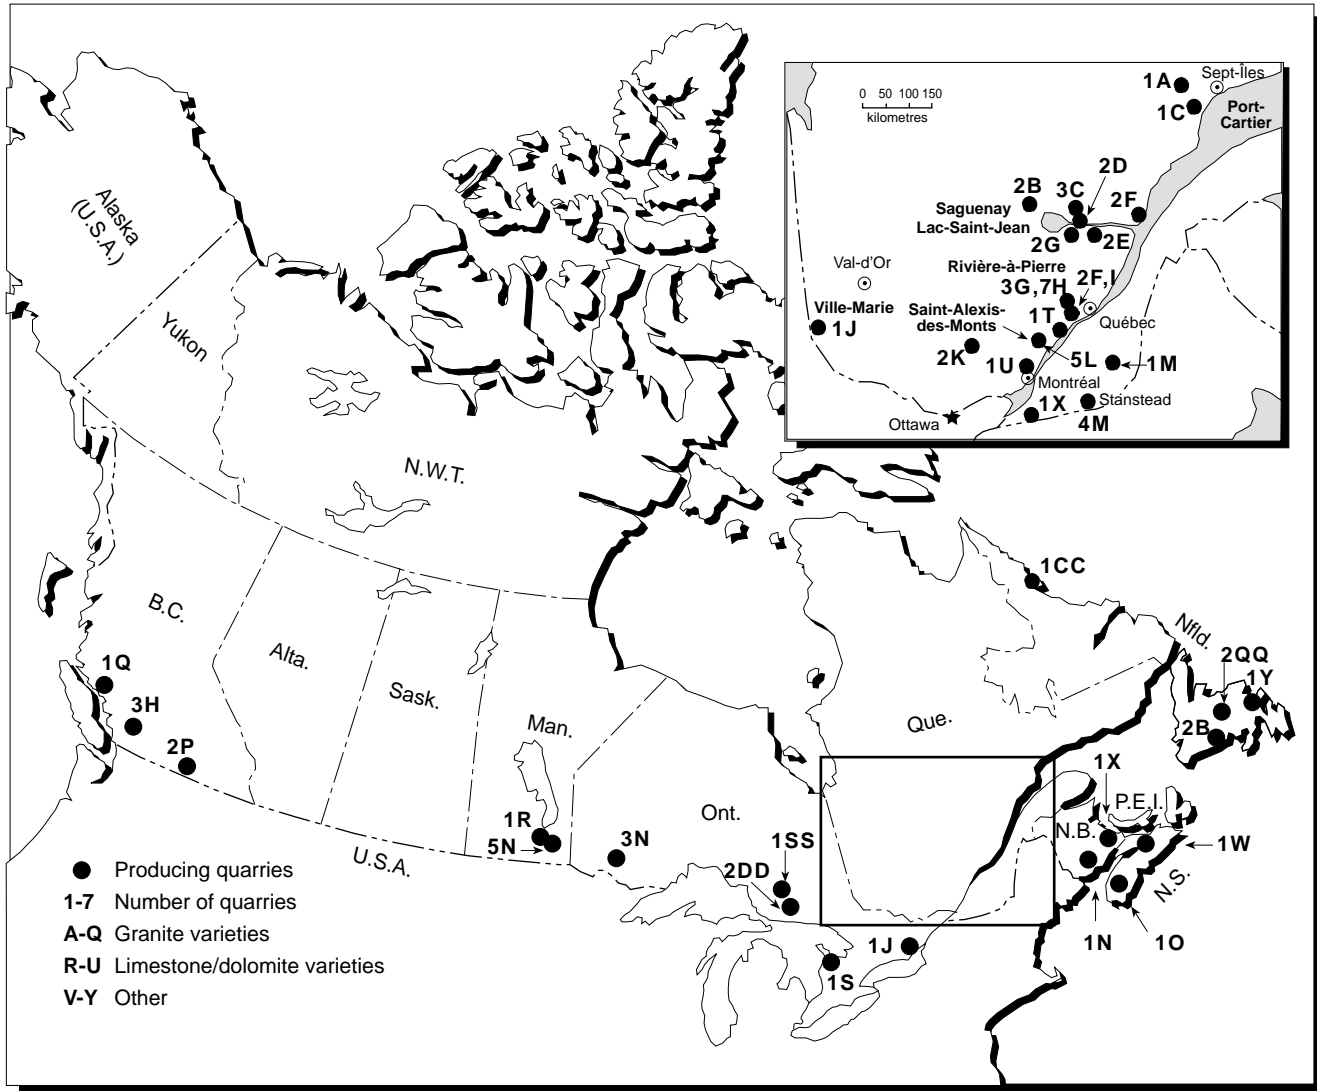 Alaska
(U.S.A.)
Yukon
N.W.T.
B.C.
Alta.
Sask.
Man.
Ont.
Que.
Nfld.
P.E.I.
N.B.
N.S.
U.S.A.
1Q
3H
2P
1R
5N
3N
1SS
2DD
1J
1S
1CC
2QQ
1Y
2B
1X
1W
1N
1O
0 50 100 150
kilometres
1A
Sept-Îles
1C
Port-
Cartier
2D
2B
3C
2F
Saguenay
Lac-Saint-Jean
2G
2E
Val-d'Or
Rivière-à-Pierre
3G,7H
2F,I
Ville-Marie
1J
Saint-Alexis-
des-Monts
1T
Québec
2K
1U
5L
1M
Montréal
1X
Stanstead
4M
Ottawa
Producing quarries
1-7 Number of quarries
A-Q Granite varieties
R-U Limestone/dolomite varieties
V-Y Other